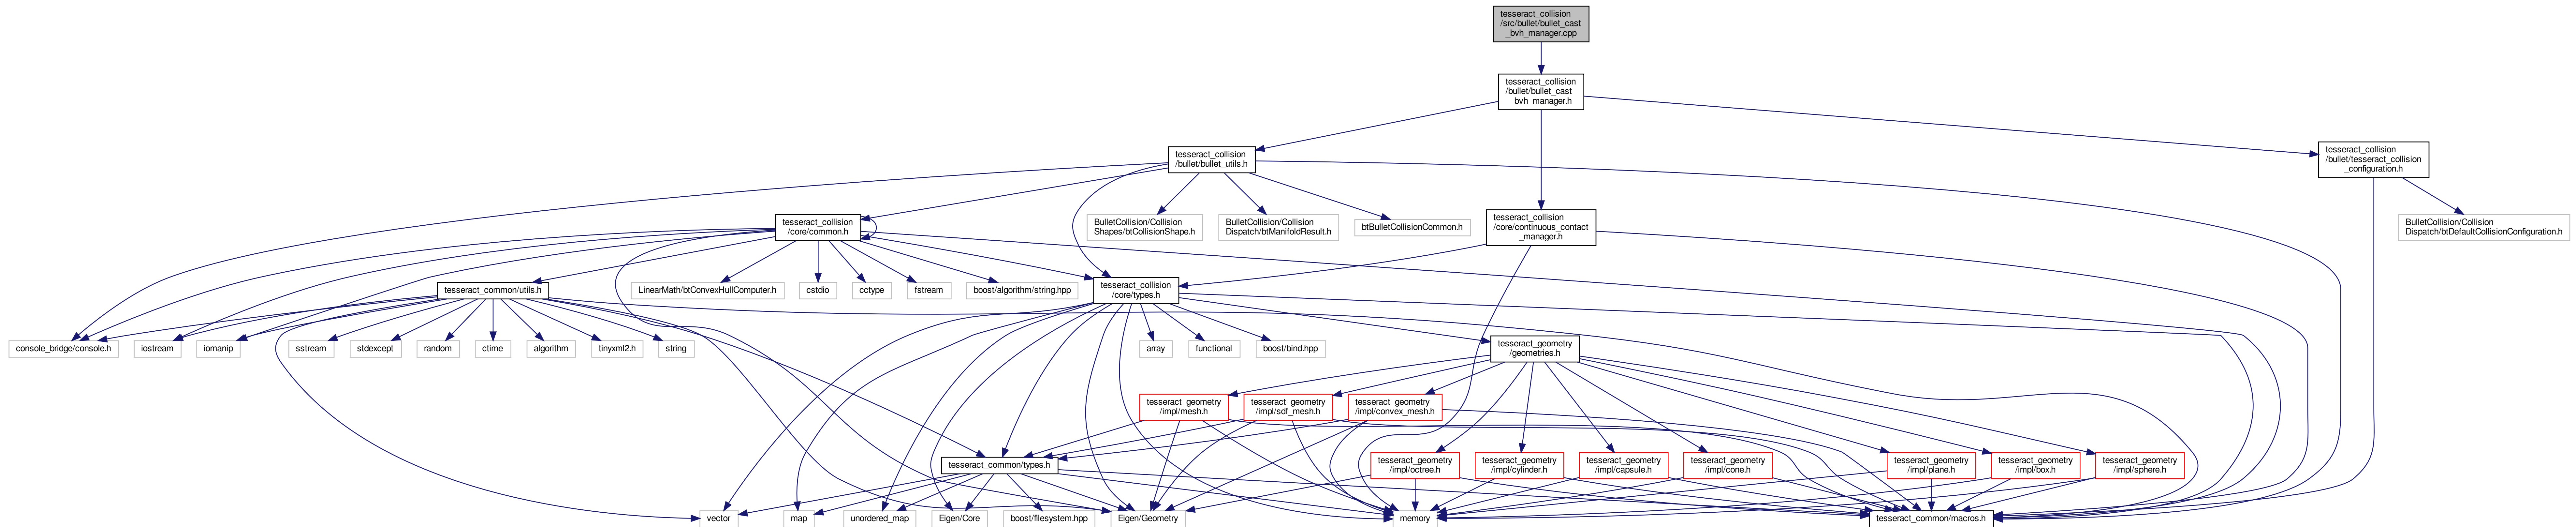 tesseract_collision
/src/bullet/bullet_cast
_bvh_manager.cpp
tesseract_collision
/bullet/bullet_cast
_bvh_manager.h
tesseract_collision
/bullet/bullet_utils.h
tesseract_collision
/bullet/tesseract_collision
_configuration.h
tesseract_collision
/core/common.h
BulletCollision/Collision
Shapes/btCollisionShape.h
BulletCollision/Collision
Dispatch/btManifoldResult.h
btBulletCollisionCommon.h
tesseract_collision
/core/continuous_contact
_manager.h
BulletCollision/Collision
Dispatch/btDefaultCollisionConfiguration.h
tesseract_common/utils.h
LinearMath/btConvexHullComputer.h
cstdio
cctype
fstream
boost/algorithm/string.hpp
tesseract_collision
/core/types.h
console_bridge/console.h
iostream
iomanip
sstream
stdexcept
random
ctime
algorithm
tinyxml2.h
string
array
functional
boost/bind.hpp
tesseract_geometry
/geometries.h
tesseract_geometry
/impl/mesh.h
tesseract_geometry
/impl/sdf_mesh.h
tesseract_geometry
/impl/convex_mesh.h
tesseract_common/types.h
tesseract_geometry
/impl/octree.h
tesseract_geometry
/impl/cylinder.h
tesseract_geometry
/impl/capsule.h
tesseract_geometry
/impl/cone.h
tesseract_geometry
/impl/plane.h
tesseract_geometry
/impl/box.h
tesseract_geometry
/impl/sphere.h
vector
map
unordered_map
Eigen/Core
boost/filesystem.hpp
Eigen/Geometry
memory
tesseract_common/macros.h